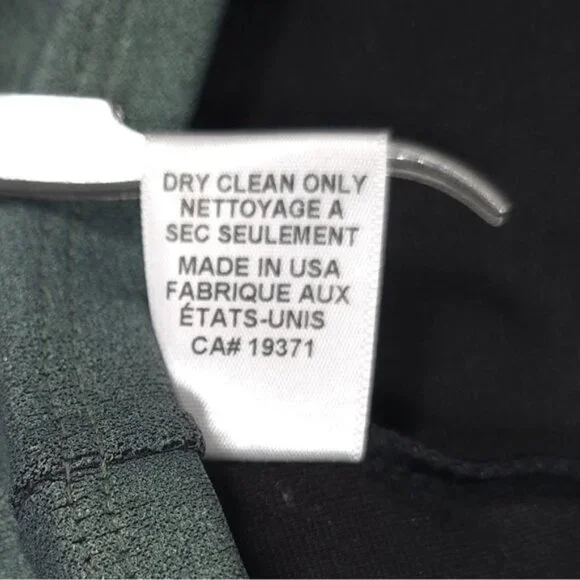 DRY CLEAN ONLY
NETTOYAGE A
SEC SEULEMENT
MADE IN USA
FABRIQUE AUX
ÉTATS-UNIS
CA# 19371